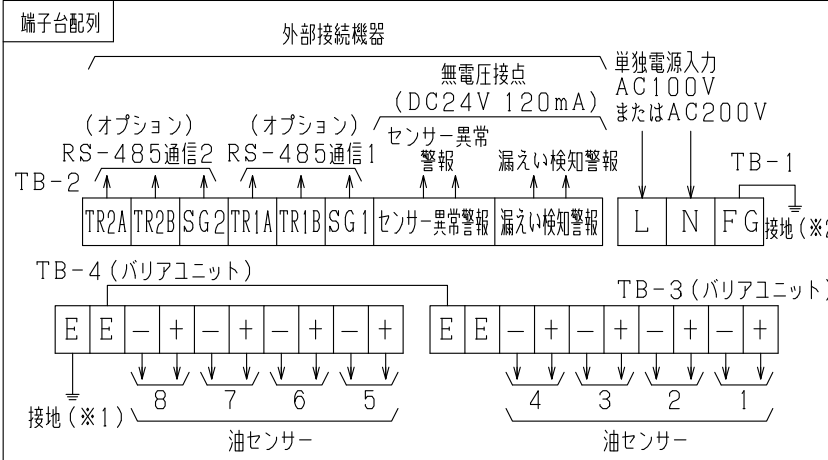 端子台配列
外部接続機器
無電圧接点
(DC24V 120mA)
単独電源入力
AC100V
またはAC200V
(オプション)
RS-485通信2
(オプション)
RS-485通信1
センサー異常
警報
漏えい検知警報
TB-2
TB-1
TR2A TR2B SG2 TR1A TR1B SG1 センサー異常警報 漏えい検知警報 L N FG
接地(※2
TB-4(バリアユニット)
TB-3(バリアユニット)
E E - + - + - + - + E E - + - + - + - +
8 7 6 5 4 3 2 1
接地(※1)
油センサー 油センサー